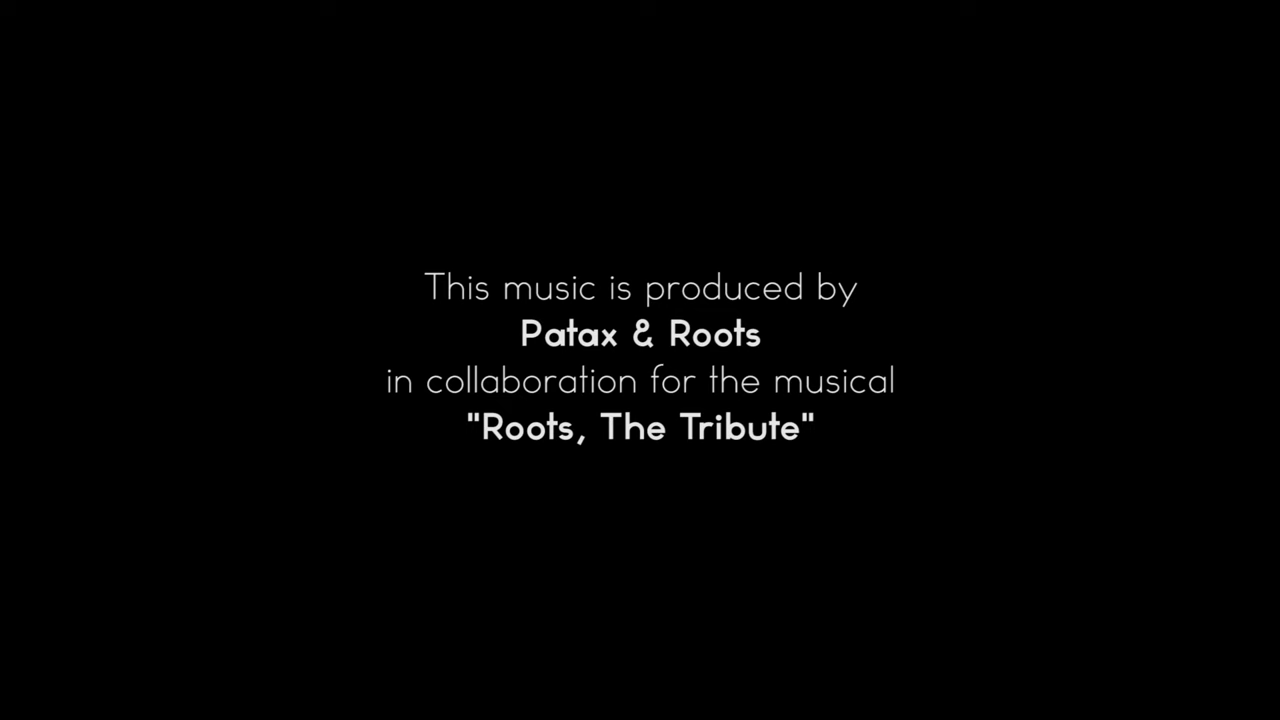 This music is produced by
Patax & Roots
in collaboration for the musical
"Roots, The Tribute"